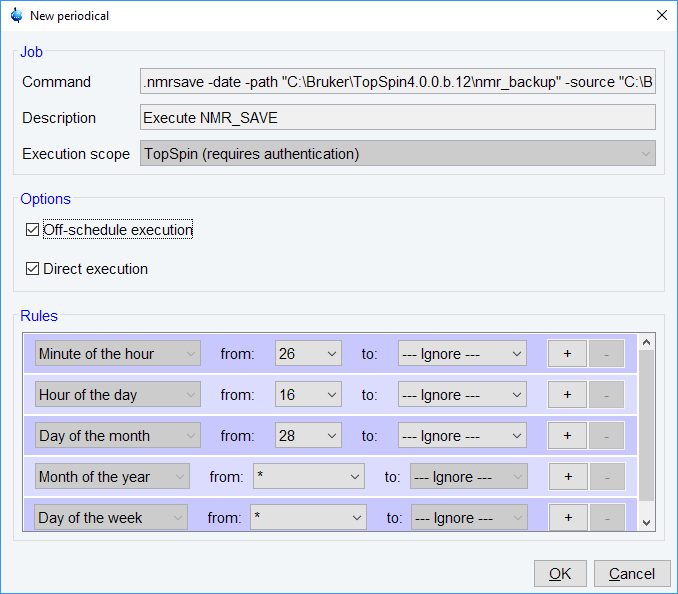 New periodical
Job
Command .nmrsave -date -path "C:\Bruker\TopSpin4.0.0.b.12\nmr_backup" -source "C:\B
Description Execute NMR_SAVE
Execution scope TopSpin (requires authentication)
Options
Off-schedule execution
Direct execution
Rules
Minute of the hour from: 26 to: --- Ignore --- + -
Hour of the day from: 16 to: --- Ignore --- + -
Day of the month from: 28 to: --- Ignore --- + -
Month of the year from: * to: --- Ignore --- + -
Day of the week from: * to: --- Ignore --- + -
OK Cancel